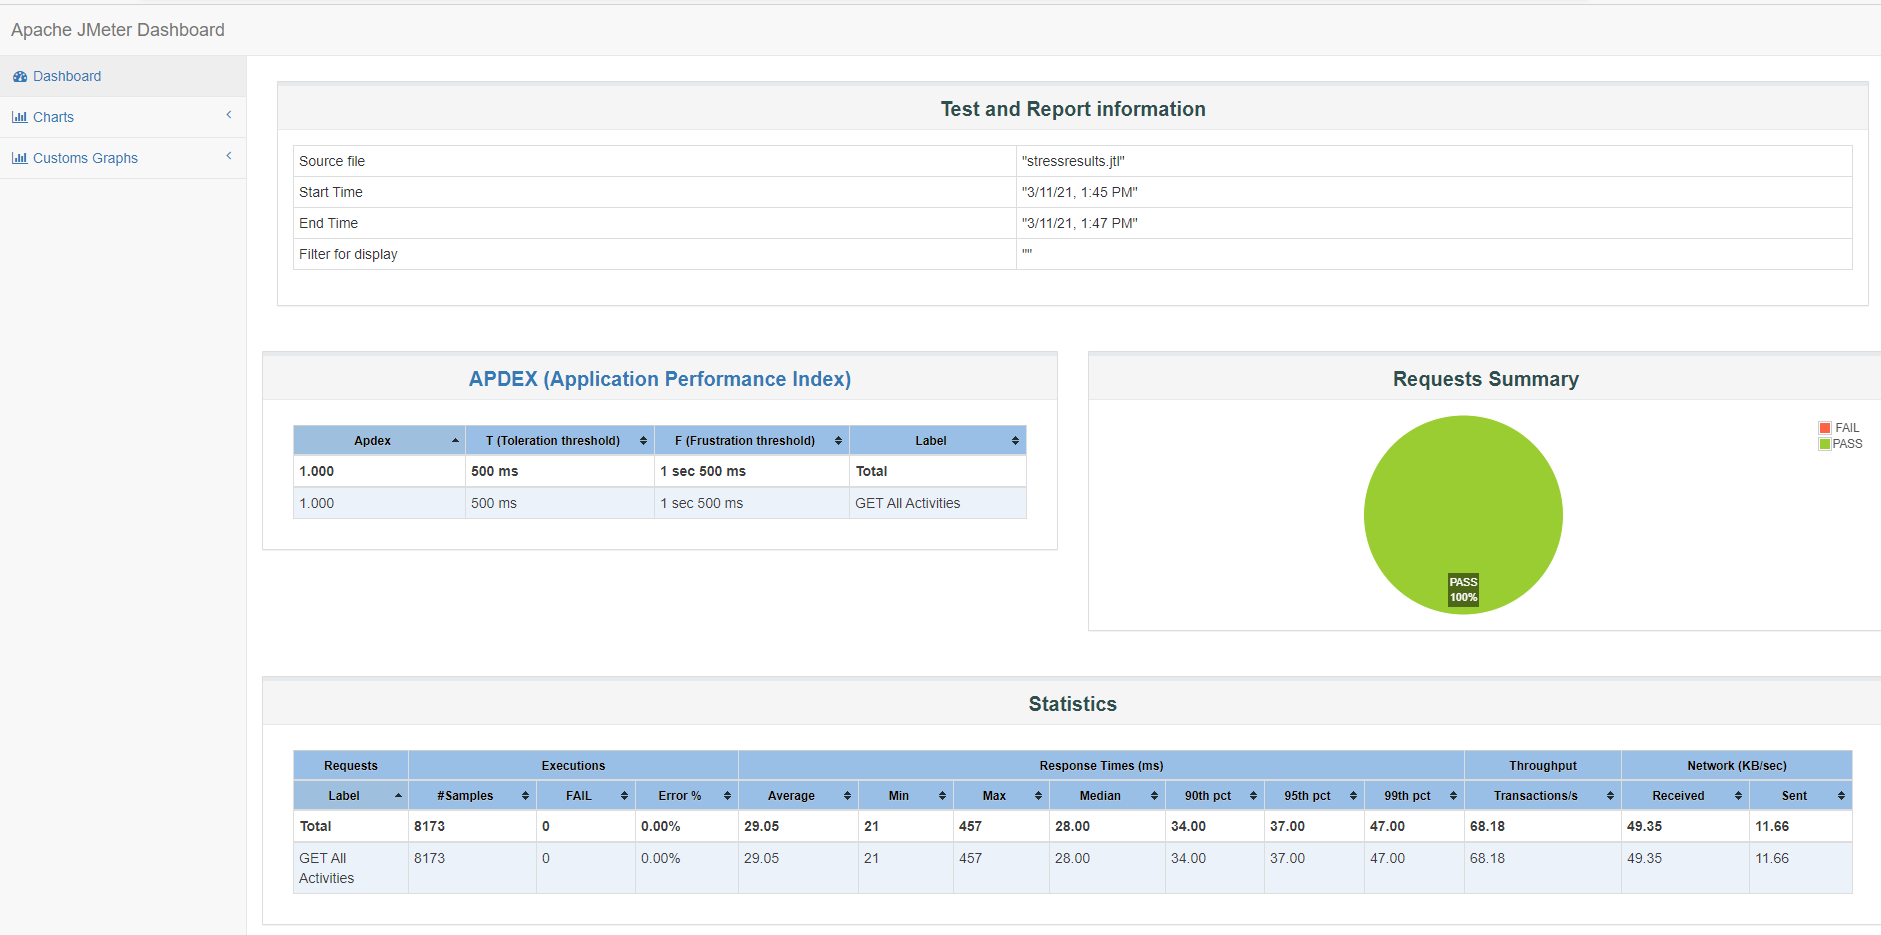 Apache JMeter Dashboard
Dashboard
Charts
Customs Graphs
Test and Report information
Source file "stressresults.jtl"
Start Time "3/11/21, 1:45 PM"
End Time "3/11/21, 1:47 PM"
Filter for display ""
APDEX (Application Performance Index)
Apdex T (Toleration threshold) F (Frustration threshold) Label
1.000 500 ms 1 sec 500 ms Total
1.000 500 ms 1 sec 500 ms GET All Activities
Requests Summary
FAIL
PASS
PASS
100%
Statistics
Requests Executions Response Times (ms) Throughput Network (KB/sec)
Label #Samples FAIL Error % Average Min Max Median 90th pct 95th pct 99th pct Transactions/s Received Sent
Total 8173 0 0.00% 29.05 21 457 28.00 34.00 37.00 47.00 68.18 49.35 11.66
GET All 8173 0 0.00% 29.05 21 457 28.00 34.00 37.00 47.00 68.18 49.35 11.66
Activities